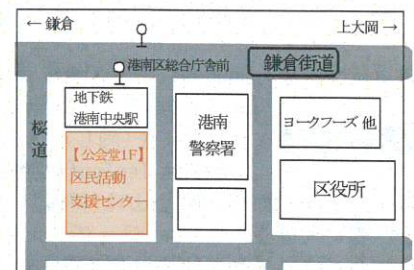 ← 鎌倉
上大岡 →
港南区総合庁舎前
鎌倉街道
地下鉄
港南中央駅
桜道
【公会堂1F】
区民活動
支援センター
港南
警察署
ヨークフーズ 他
区役所